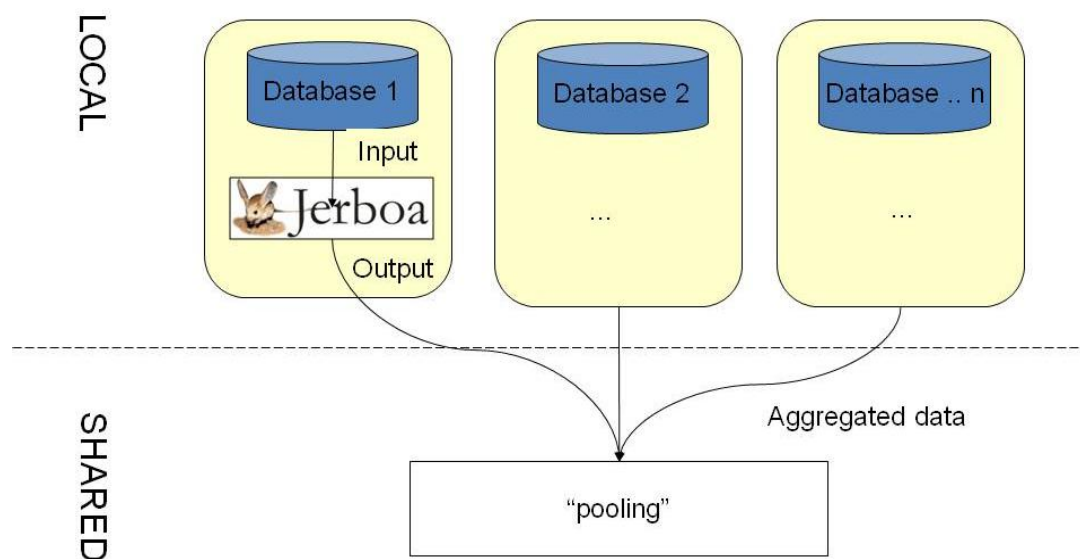 LOCAL
Database 1
Database 2
Database .. n
Input
Jerboa
...
...
Output
Aggregated data
SHARED
“pooling”